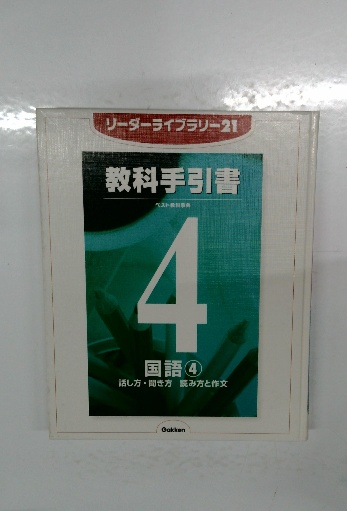 リーダーライブラリー21
教科手引書
ベスト教科事典
4
国語④
話し方・聞き方 読み方と作文
Gakken